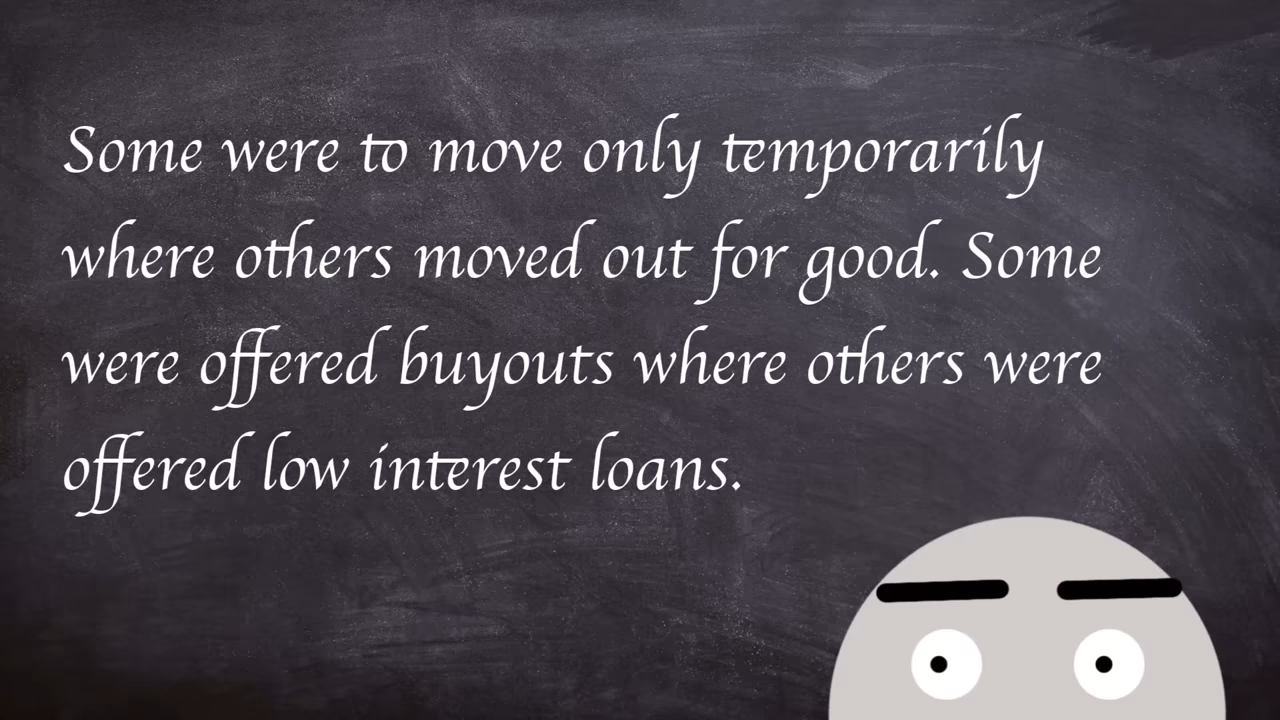 Some were to move only temporarily
where others moved out for good. Some
were offered buyouts where others were
offered low interest loans.